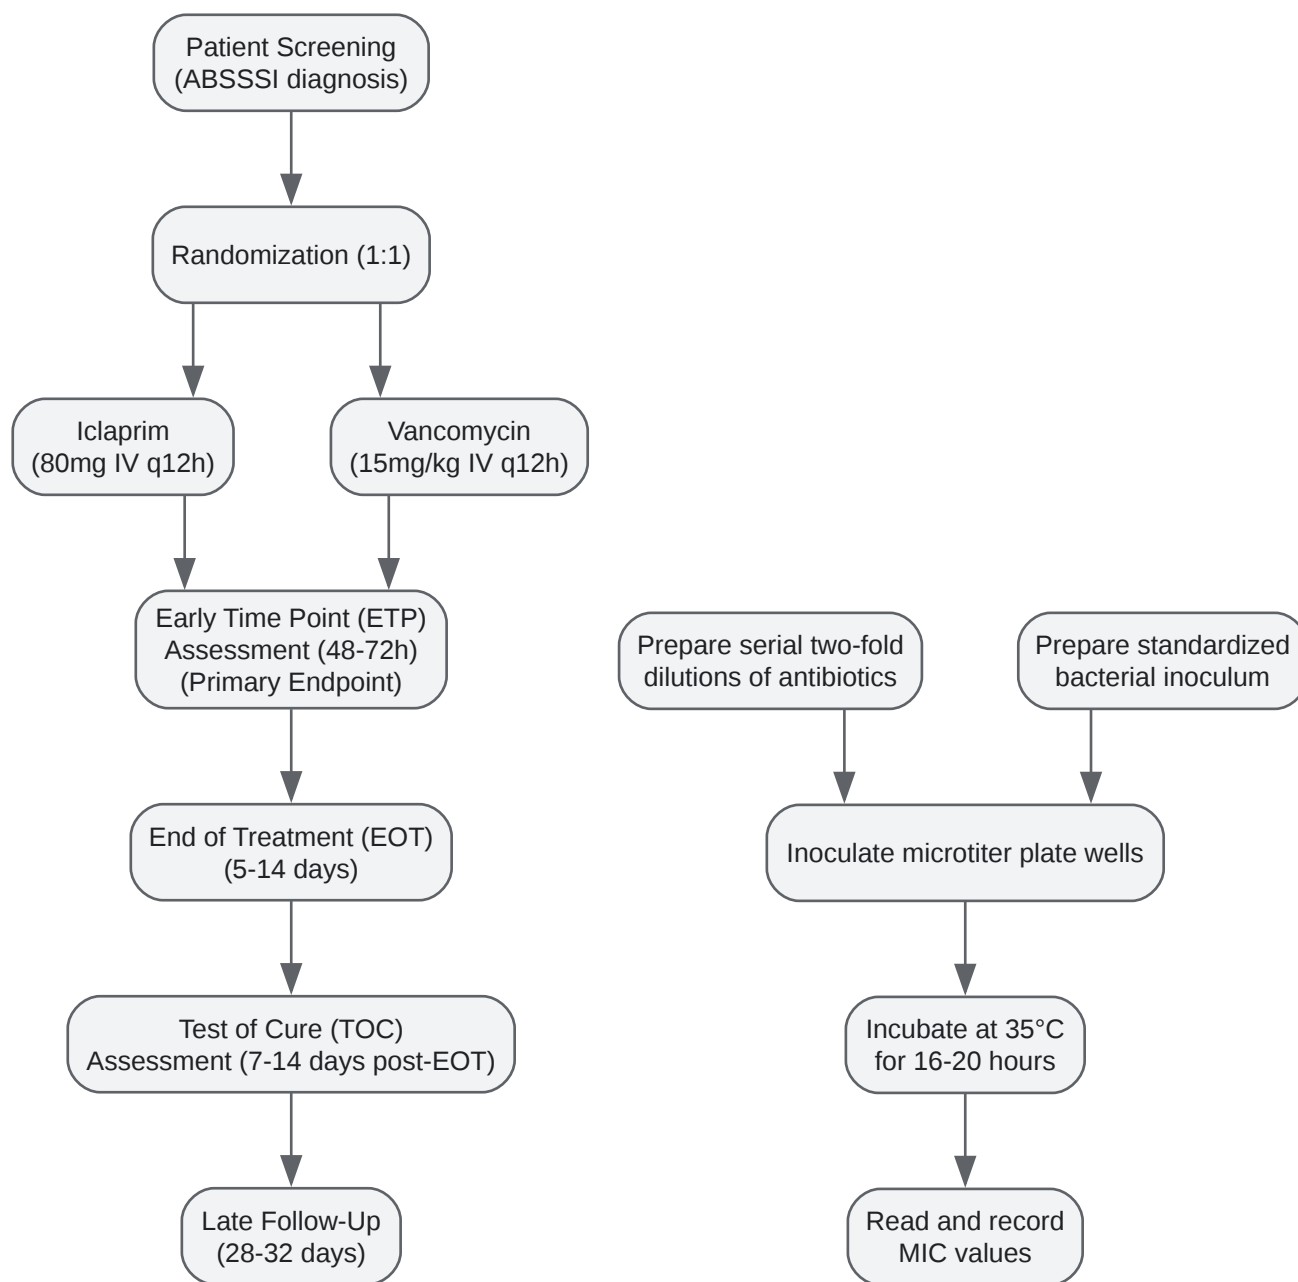 Patient Screening
(ABSSSI diagnosis)
Randomization (1:1)
Iclaprim
(80mg IV q12h)
Vancomycin
(15mg/kg IV q12h)
Early Time Point (ETP)
Assessment (48-72h)
(Primary Endpoint)
End of Treatment (EOT)
(5-14 days)
Test of Cure (TOC)
Assessment (7-14 days post-EOT)
Late Follow-Up
(28-32 days)
Prepare serial two-fold
dilutions of antibiotics
Prepare standardized
bacterial inoculum
Inoculate microtiter plate wells
Incubate at 35°C
for 16-20 hours
Read and record
MIC values